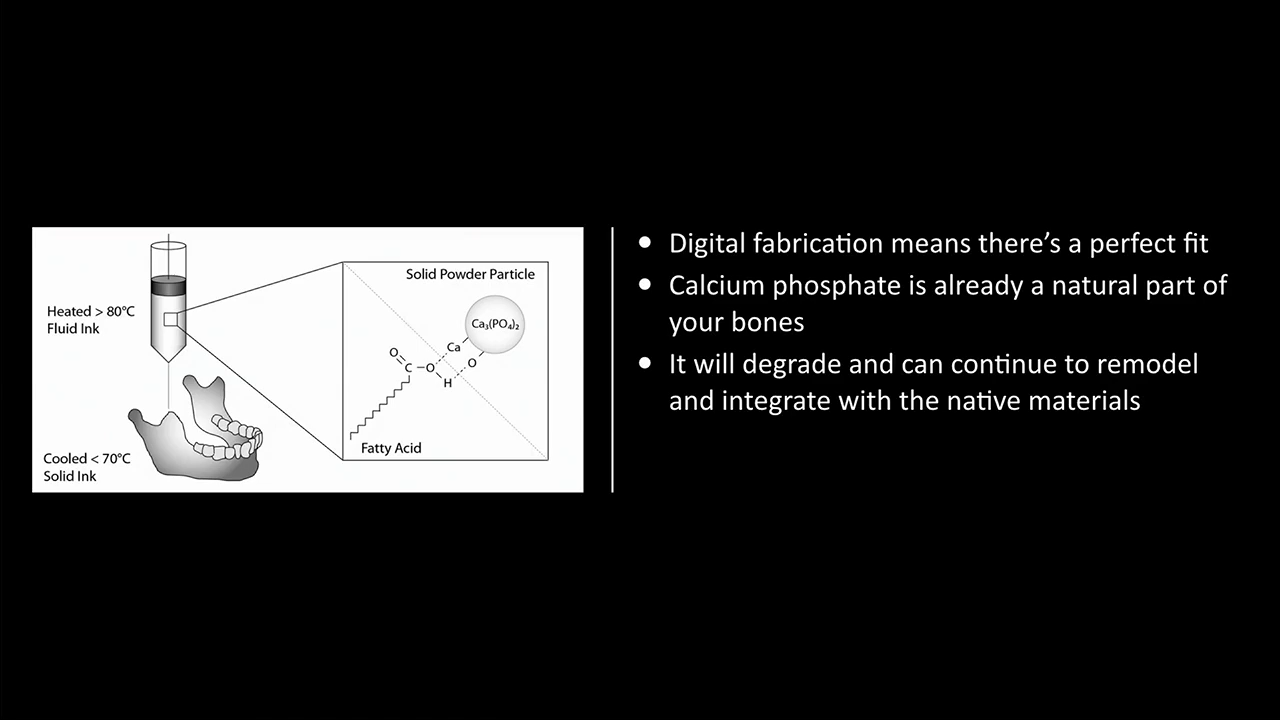 Heated > 80°C
Fluid Ink
Cooled < 70°C
Solid Ink
Solid Powder Particle
Ca₃(PO₄)₂
Ca
O
O
C
O
H
Fatty Acid
• Digital fabrication means there’s a perfect fit
• Calcium phosphate is already a natural part of
your bones
• It will degrade and can continue to remodel
and integrate with the native materials